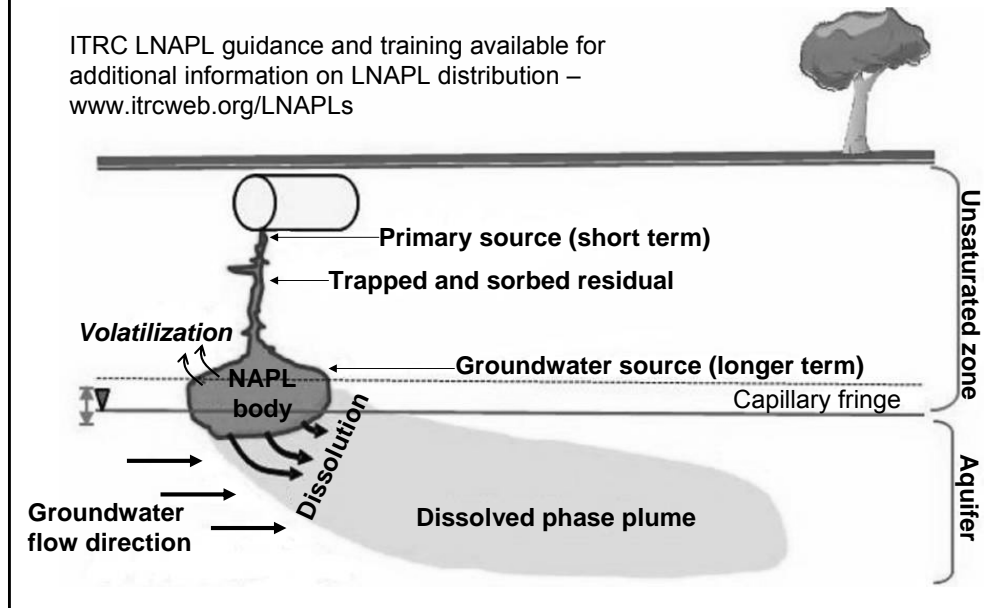 ITRC LNAPL guidance and training available for
additional information on LNAPL distribution –
www.itrcweb.org/LNAPLs
Primary source (short term)
Trapped and sorbed residual
Volatilization
Groundwater source (longer term)
NAPL
body
Capillary fringe
Unsaturated zone
Dissolution
Groundwater
flow direction
Dissolved phase plume
Aquifer